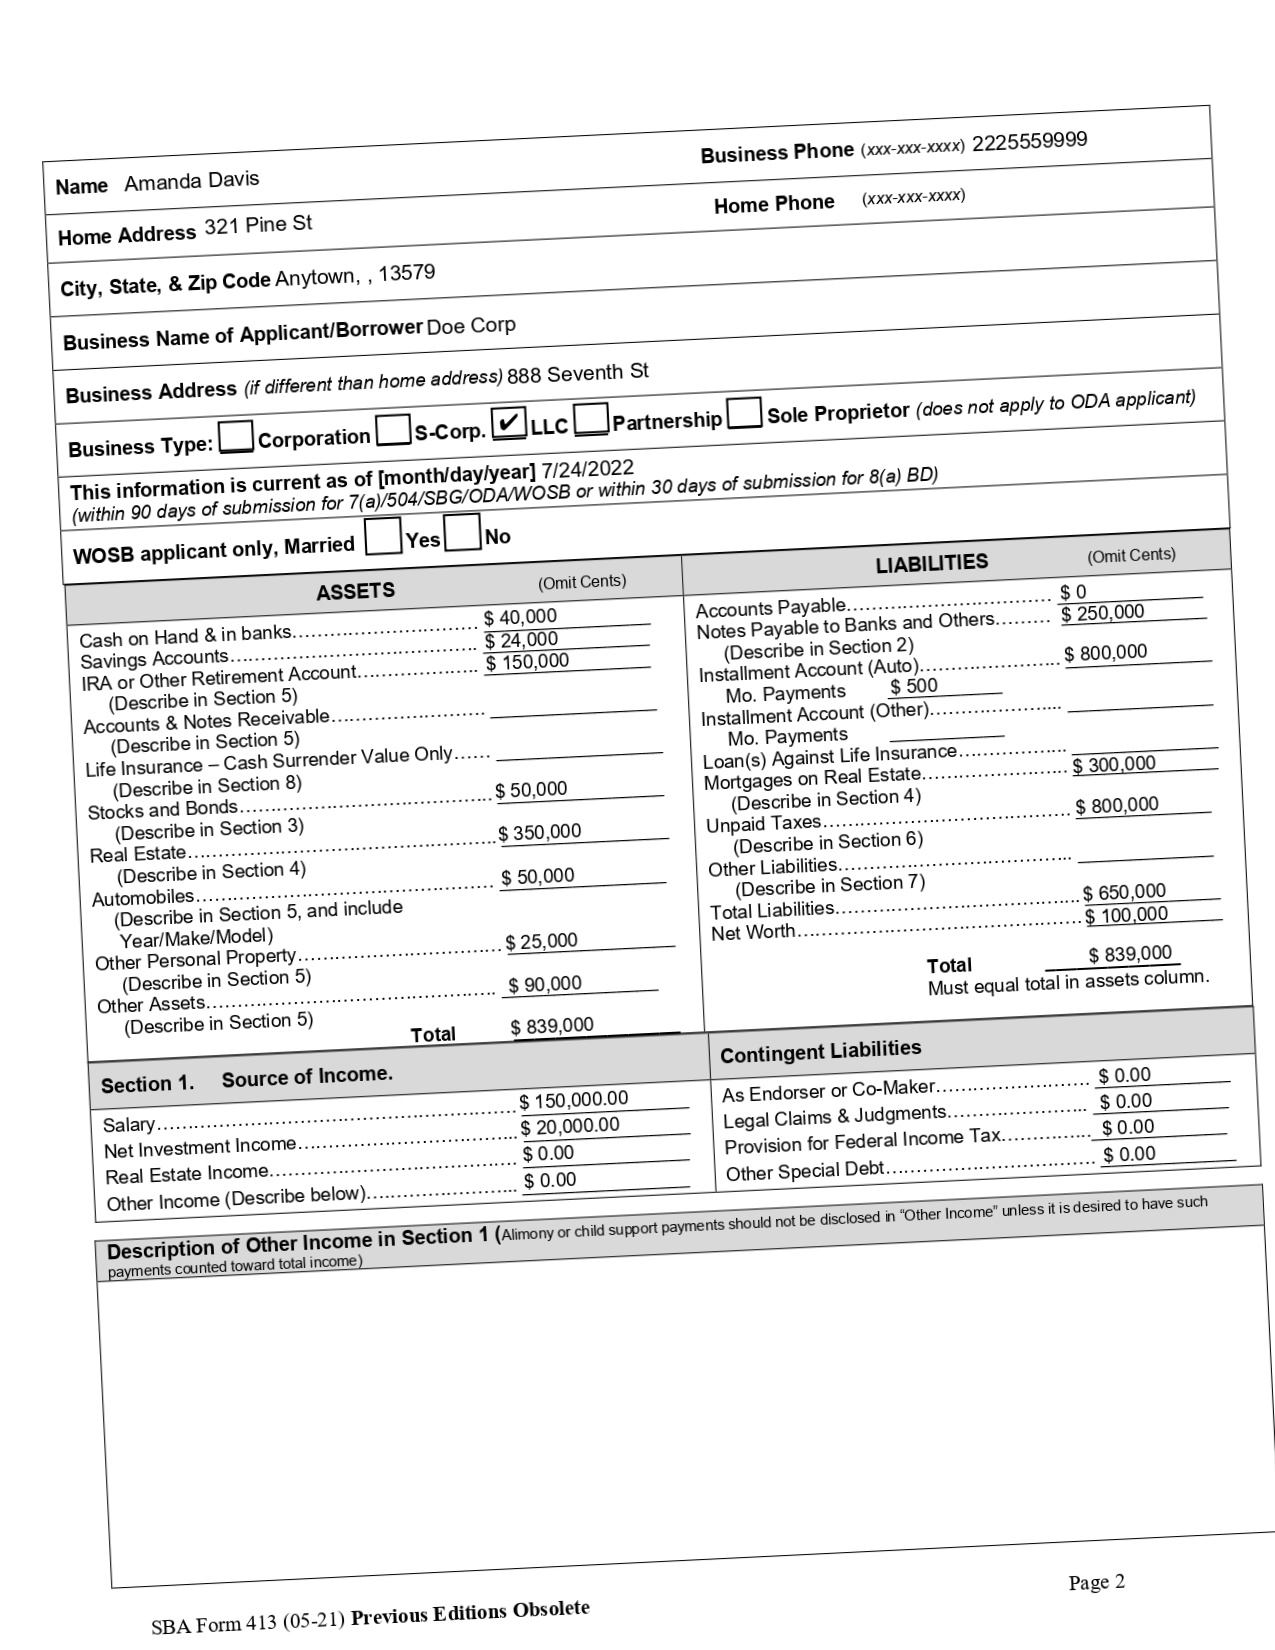 Name Amanda Davis Business Phone (xxx-xxx-xxxx) 2225559999
Home Address 321 Pine St Home Phone (xxx-xxx-xxxx)
City, State, & Zip Code Anytown, , 13579
Business Name of Applicant/Borrower Doe Corp
Business Address (if different than home address) 888 Seventh St
Business Type: Corporation S-Corp. ✔ LLC Partnership Sole Proprietor (does not apply to ODA applicant)
This information is current as of [month/day/year] 7/24/2022
(within 90 days of submission for 7(a)/504/SBG/ODA/WOSB or within 30 days of submission for 8(a) BD)
WOSB applicant only, Married Yes No
ASSETS (Omit Cents)
Cash on Hand & in banks.............................. $ 40,000
Savings Accounts....................................... $ 24,000
IRA or Other Retirement Account................... $ 150,000
(Describe in Section 5)
Accounts & Notes Receivable........................
(Describe in Section 5)
Life Insurance – Cash Surrender Value Only......
(Describe in Section 8)
Stocks and Bonds........................................ $ 50,000
(Describe in Section 3)
Real Estate................................................. $ 350,000
(Describe in Section 4)
Automobiles................................................ $ 50,000
(Describe in Section 5, and include
Year/Make/Model)
Other Personal Property................................ $ 25,000
(Describe in Section 5)
Other Assets............................................... $ 90,000
(Describe in Section 5)
Total $ 839,000
LIABILITIES (Omit Cents)
Accounts Payable................................. $ 0
Notes Payable to Banks and Others......... $ 250,000
(Describe in Section 2)
Installment Account (Auto)...................... $ 800,000
Mo. Payments $ 500
Installment Account (Other).....................
Mo. Payments
Loan(s) Against Life Insurance.................
Mortgages on Real Estate....................... $ 300,000
(Describe in Section 4)
Unpaid Taxes........................................ $ 800,000
(Describe in Section 6)
Other Liabilities......................................
(Describe in Section 7)
Total Liabilities....................................... $ 650,000
Net Worth.............................................. $ 100,000
Total $ 839,000
Must equal total in assets column.
Section 1. Source of Income.
Salary......................................................... $ 150,000.00
Net Investment Income................................... $ 20,000.00
Real Estate Income........................................ $ 0.00
Other Income (Describe below)........................ $ 0.00
Contingent Liabilities
As Endorser or Co-Maker......................... $ 0.00
Legal Claims & Judgments...................... $ 0.00
Provision for Federal Income Tax.............. $ 0.00
Other Special Debt.................................. $ 0.00
Description of Other Income in Section 1 (Alimony or child support payments should not be disclosed in “Other Income” unless it is desired to have such
payments counted toward total income)
SBA Form 413 (05-21) Previous Editions Obsolete Page 2